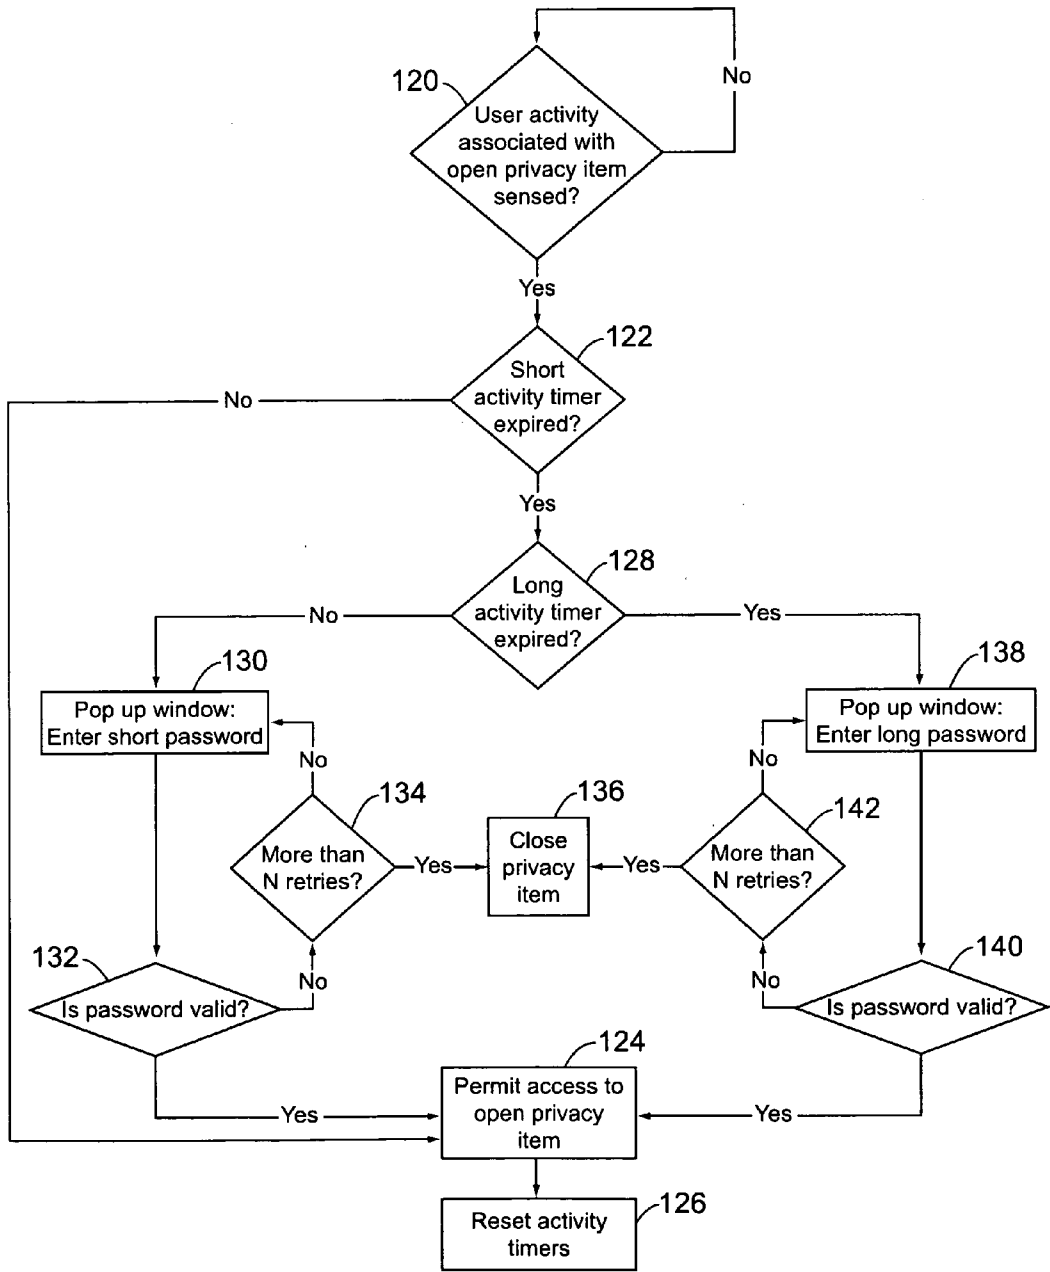 No
120
User activity
associated with
open privacy item
sensed?
Yes
122
Short
activity timer
expired?
No
Yes
128
Long
activity timer
expired?
No
Yes
130
Pop up window:
Enter short password
138
Pop up window:
Enter long password
No
134
More than
N retries?
Yes
136
Close
privacy
item
Yes
No
142
More than
N retries?
132
Is password valid?
No
No
140
Is password valid?
124
Permit access to
open privacy
item
Yes
Yes
126
Reset activity
timers